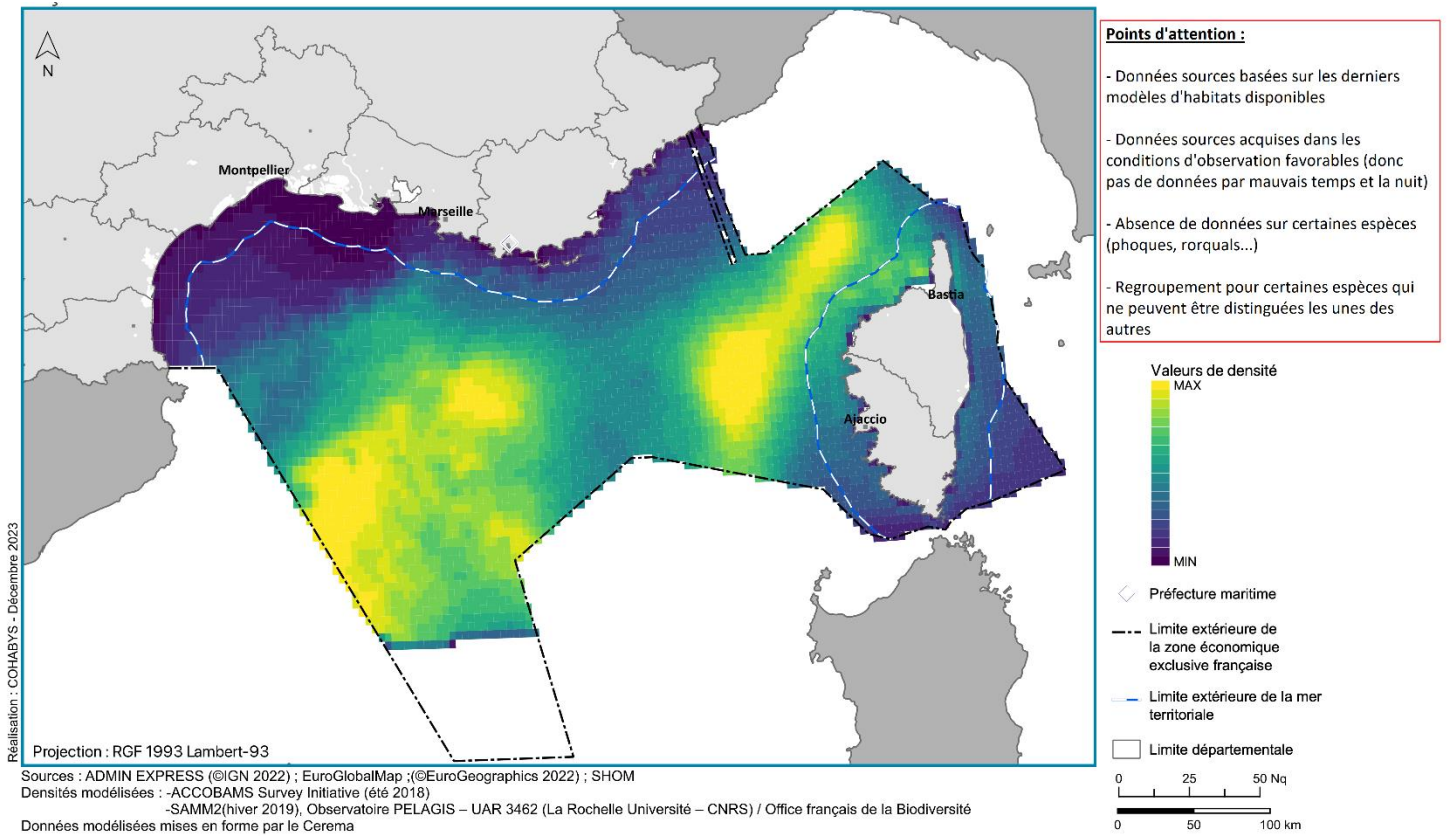 N
Montpellier
Marseille
Bastia
Ajaccio
Réalisation : COHABYS - Décembre 2023
Projection : RGF 1993 Lambert-93
Points d'attention :
- Données sources basées sur les derniers
modèles d'habitats disponibles
- Données sources acquises dans les
conditions d'observation favorables (donc
pas de données par mauvais temps et la nuit)
- Absence de données sur certaines espèces
(phoques, rorquals...)
- Regroupement pour certaines espèces qui
ne peuvent être distinguées les unes des
autres
Valeurs de densité
MAX
MIN
Préfecture maritime
Limite extérieure de
la zone économique
exclusive française
Limite extérieure de la mer
territoriale
Limite départementale
0 25 50 Nq
0 50 100 km
Sources : ADMIN EXPRESS (©IGN 2022) ; EuroGlobalMap ;(©EuroGeographics 2022) ; SHOM
Densités modélisées : -ACCOBAMS Survey Initiative (été 2018)
-SAMM2(hiver 2019), Observatoire PELAGIS – UAR 3462 (La Rochelle Université – CNRS) / Office français de la Biodiversité
Données modélisées mises en forme par le Cerema